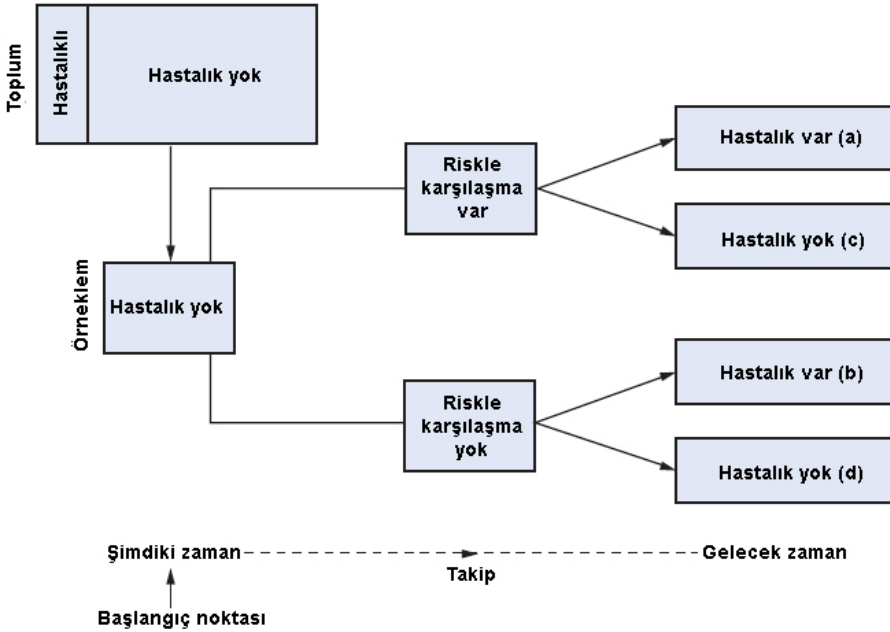 Toplum
Hastalıklı
Hastalık yok
Riskle
karşılaşma
var
Hastalık var (a)
Hastalık yok (c)
Örneklem
Hastalık yok
Riskle
karşılaşma
yok
Hastalık var (b)
Hastalık yok (d)
Şimdiki zaman
Takip
Gelecek zaman
Başlangıç noktası